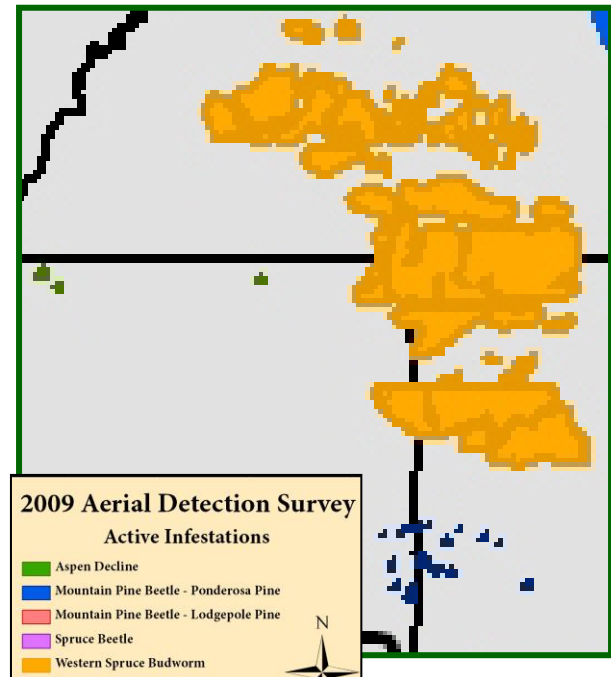 2009 Aerial Detection Survey
Active Infestations
Aspen Decline
Mountain Pine Beetle - Ponderosa Pine
Mountain Pine Beetle - Lodgepole Pine
Spruce Beetle
Western Spruce Budworm
N